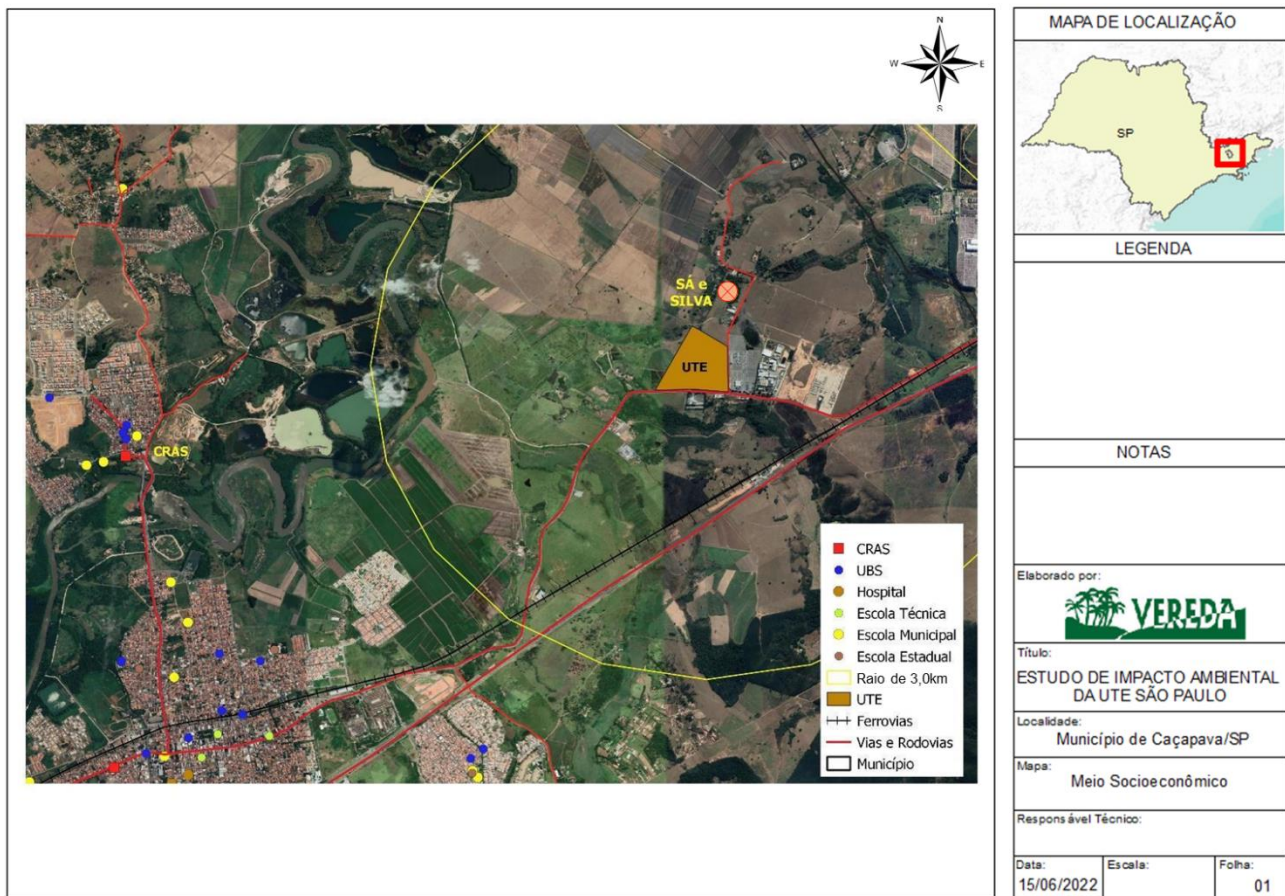 N
W
E
S
SÁ e
SILVA
UTE
CRAS
CRAS
UBS
Hospital
Escola Técnica
Escola Municipal
Escola Estadual
Raio de 3,0km
UTE
Ferrovias
Vias e Rodovias
Município
MAPA DE LOCALIZAÇÃO
SP
LEGENDA
NOTAS
Elaborado por:
VEREDA
Título:
ESTUDO DE IMPACTO AMBIENTAL
DA UTE SÃO PAULO
Localidade:
Município de Caçapava/SP
Mapa:
Meio Socioeconômico
Responsável Técnico:
Data:
15/06/2022
Escala:
Folha:
01